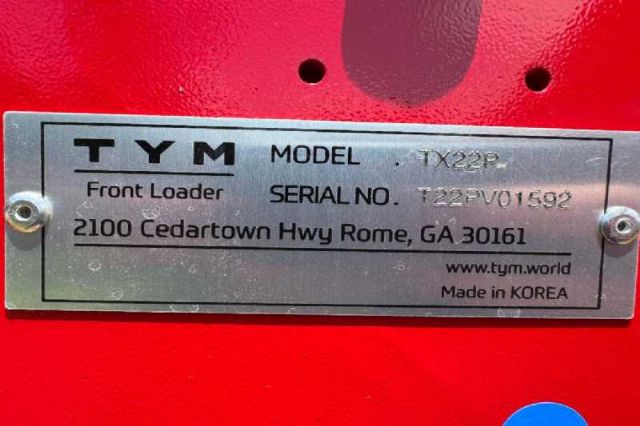 TYM MODEL . TX22P
Front Loader SERIAL NO. T22PV01592
2100 Cedartown Hwy Rome, GA 30161
www.tym.world
Made in KOREA